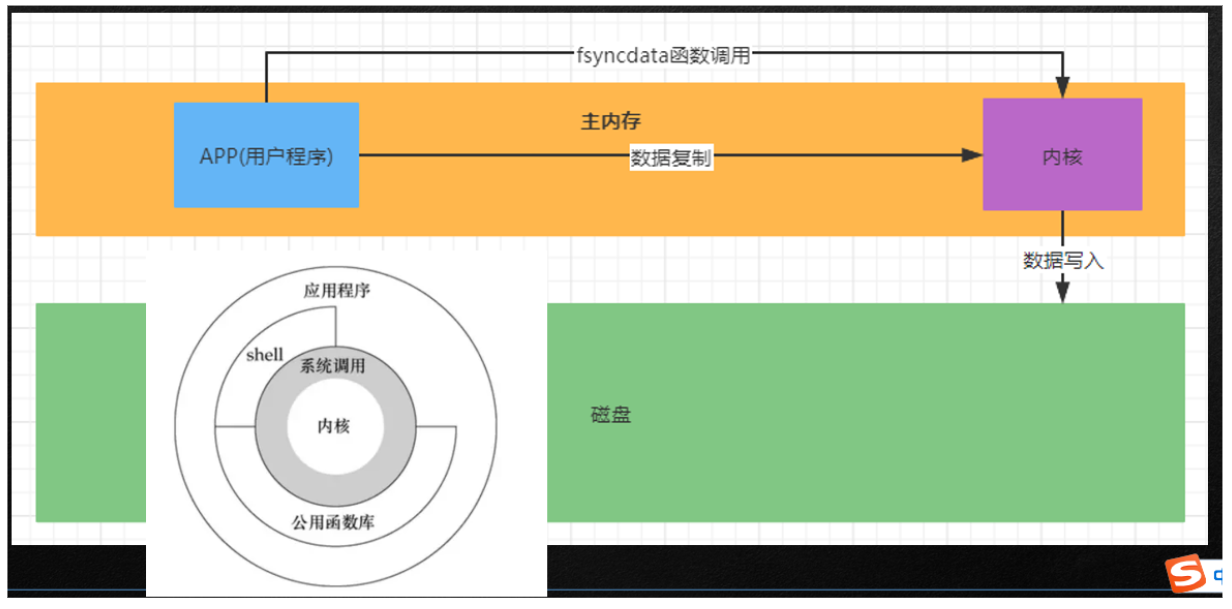 fsyncdata函数调用
主内存
APP(用户程序)
数据复制
内核
数据写入
应用程序
shell
系统调用
内核
公用函数库
磁盘